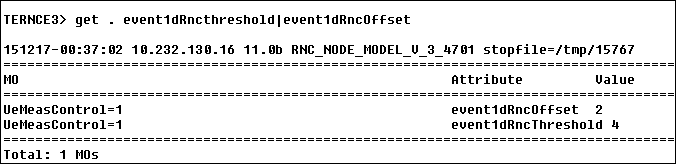 TERNCE3> get . event1dRncthreshold|event1dRncOffset
151217-00:37:02 10.232.130.16 11.0b RNC_NODE_MODEL_V_3_4701 stopfile=/tmp/15767
===================================================================================
MO Attribute Value
===================================================================================
UeMeasControl=1 event1dRncOffset 2
UeMeasControl=1 event1dRncThreshold 4
===================================================================================
Total: 1 MOs